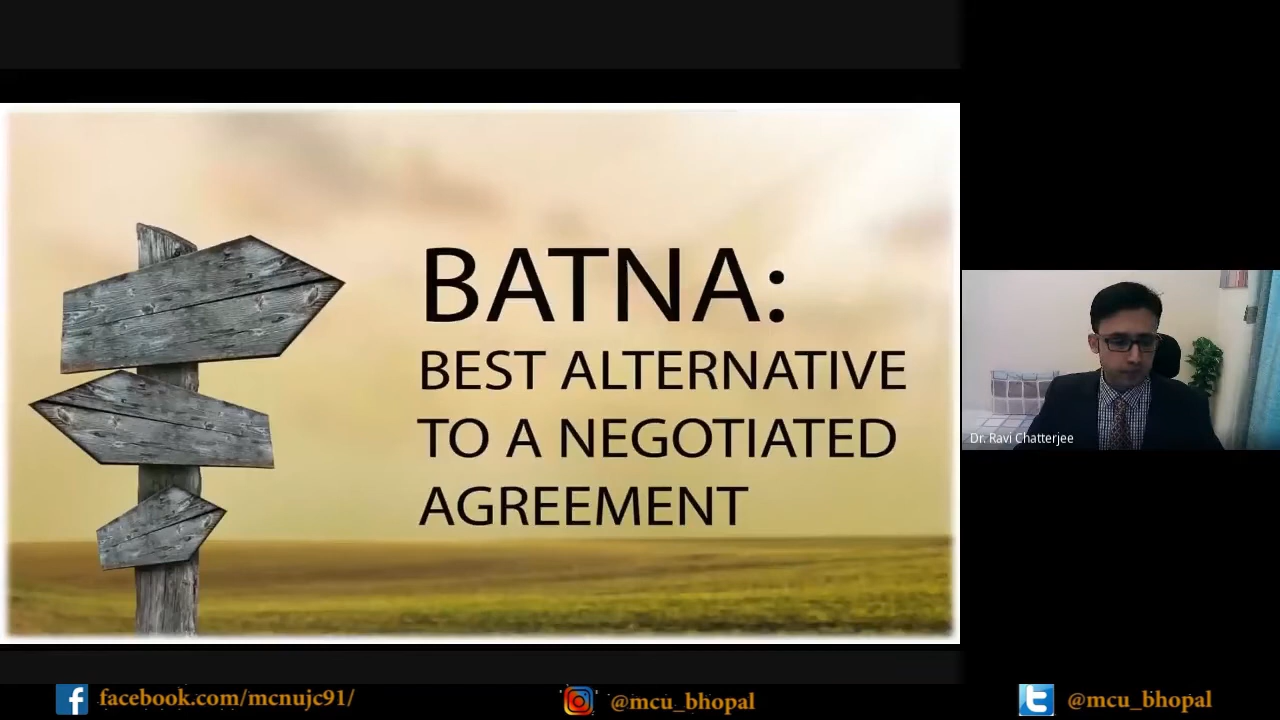 BATNA:
BEST ALTERNATIVE
TO A NEGOTIATED
AGREEMENT
Dr. Ravi Chatterjee
facebook.com/mcnujc91/
@mcu_bhopal
@mcu_bhopal